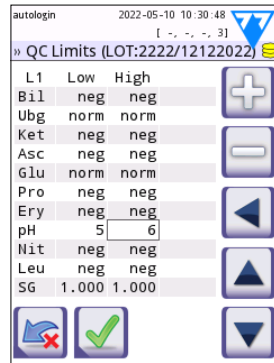 autologin 2022-05-10 10:30:48
[ -, -, -, 3]
» QC Limits (LOT:2222/12122022)
L1 Low High
Bil neg neg
Ubg norm norm
Ket neg neg
Asc neg neg
Glu norm norm
Pro neg neg
Ery neg neg
pH 5 6
Nit neg neg
Leu neg neg
SG 1.000 1.000
77